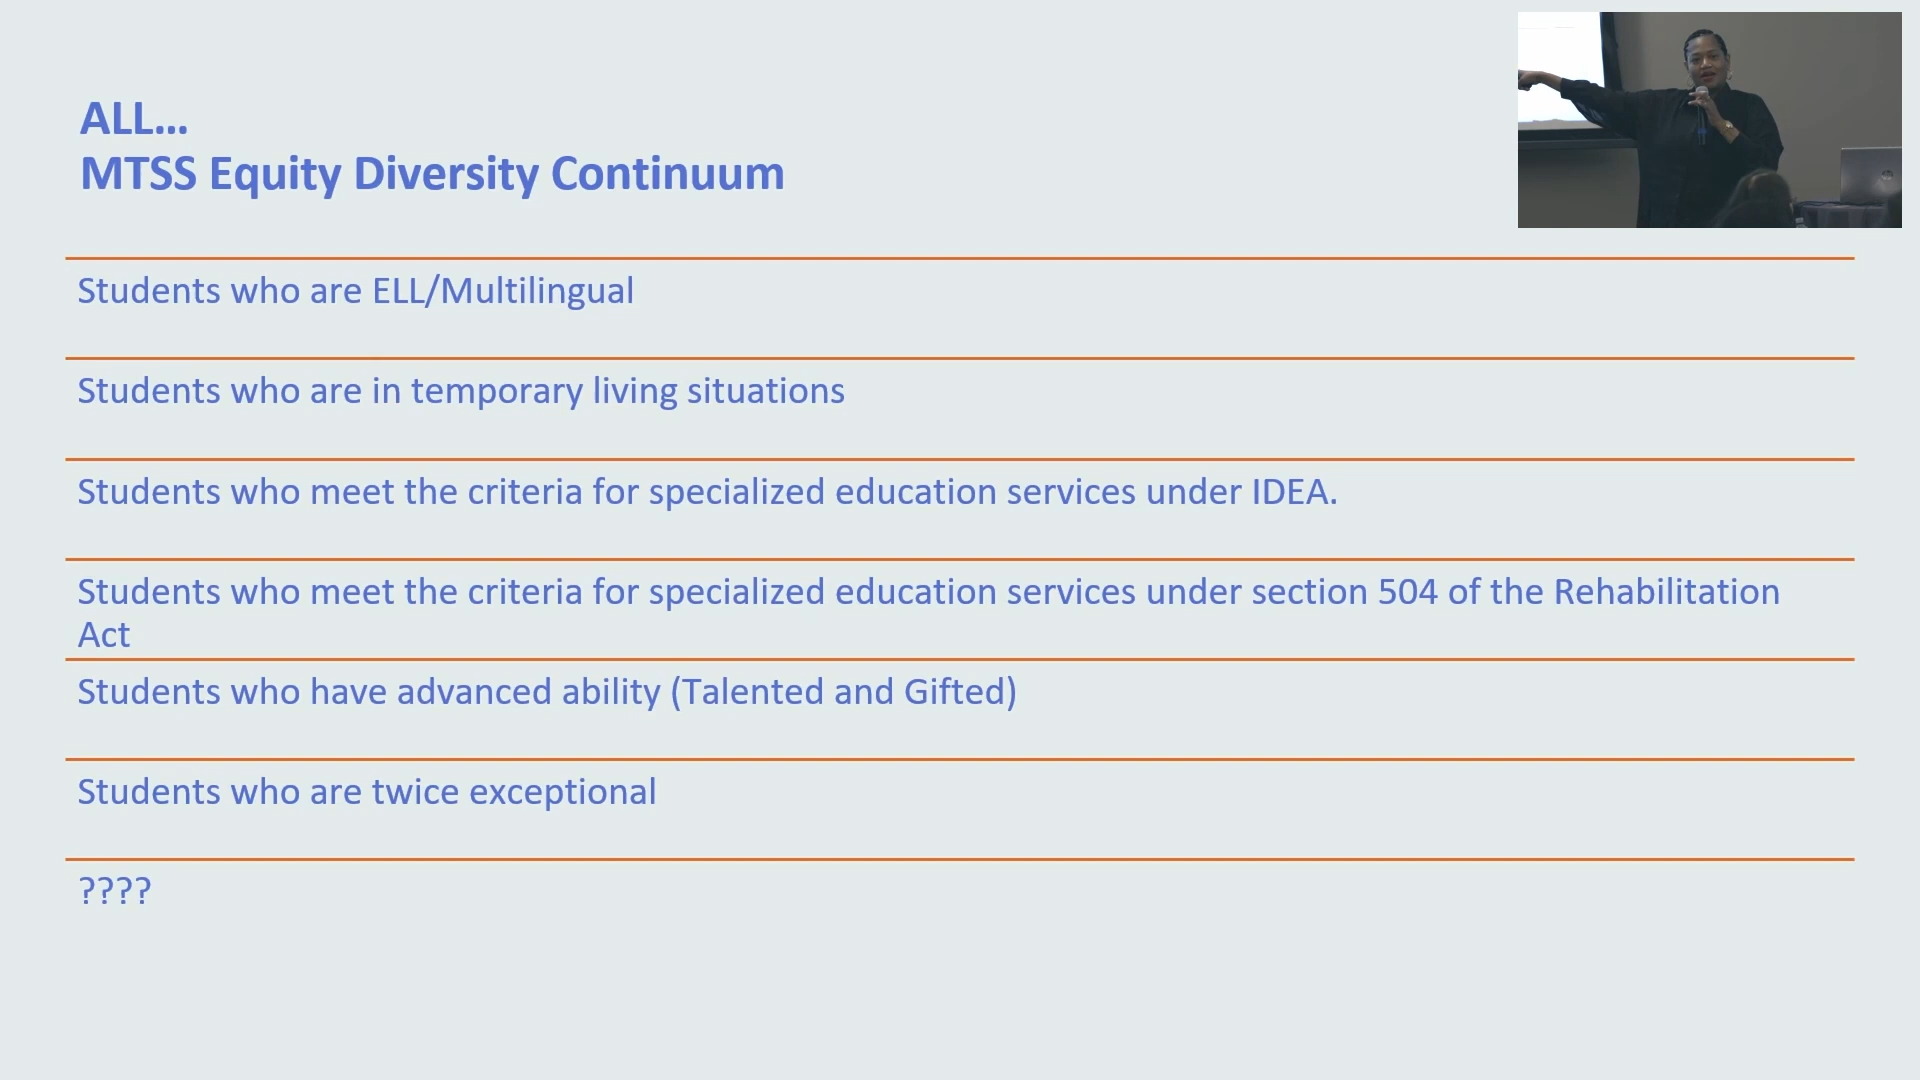 ALL...
MTSS Equity Diversity Continuum
Students who are ELL/Multilingual
Students who are in temporary living situations
Students who meet the criteria for specialized education services under IDEA.
Students who meet the criteria for specialized education services under section 504 of the Rehabilitation
Act
Students who have advanced ability (Talented and Gifted)
Students who are twice exceptional
????